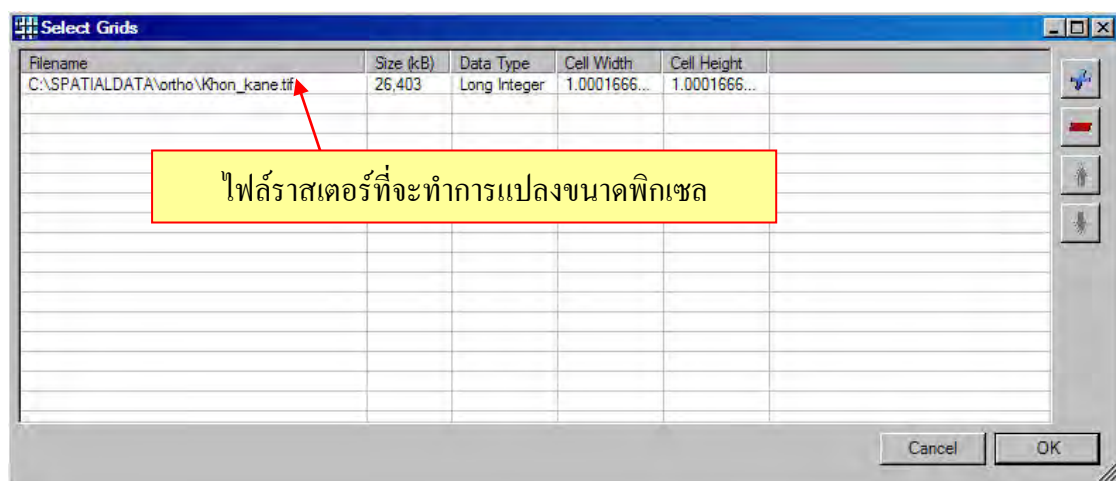 Select Grids
Filename Size (kB) Data Type Cell Width Cell Height
C:\SPATIALDATA\ortho\Khon_kane.tif 26,403 Long Integer 1.0001666... 1.0001666...
ไฟล์ราสเตอร์ที่จะทำการแปลงขนาดพิกเซล
Cancel OK